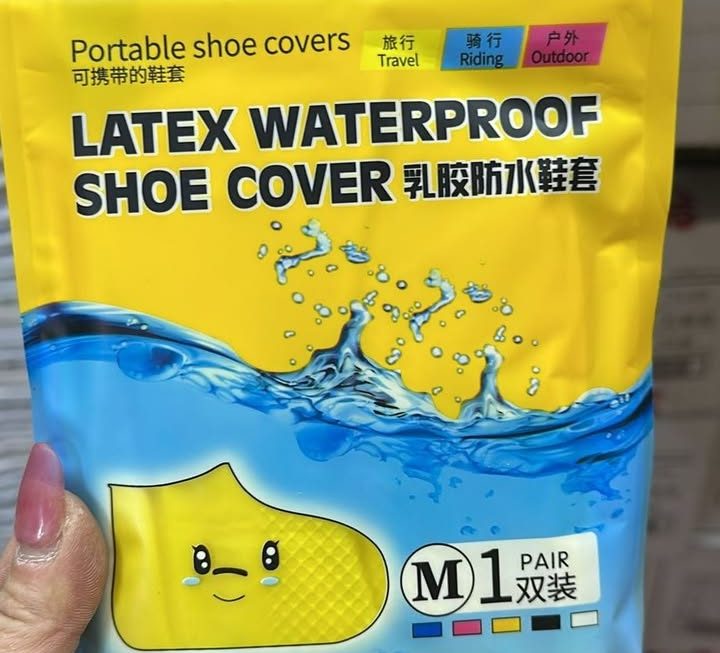 Portable shoe covers
可携带的鞋套
旅行
Travel
骑行
Riding
户外
Outdoor
LATEX WATERPROOF
SHOE COVER 乳胶防水鞋套
M 1 PAIR
双装